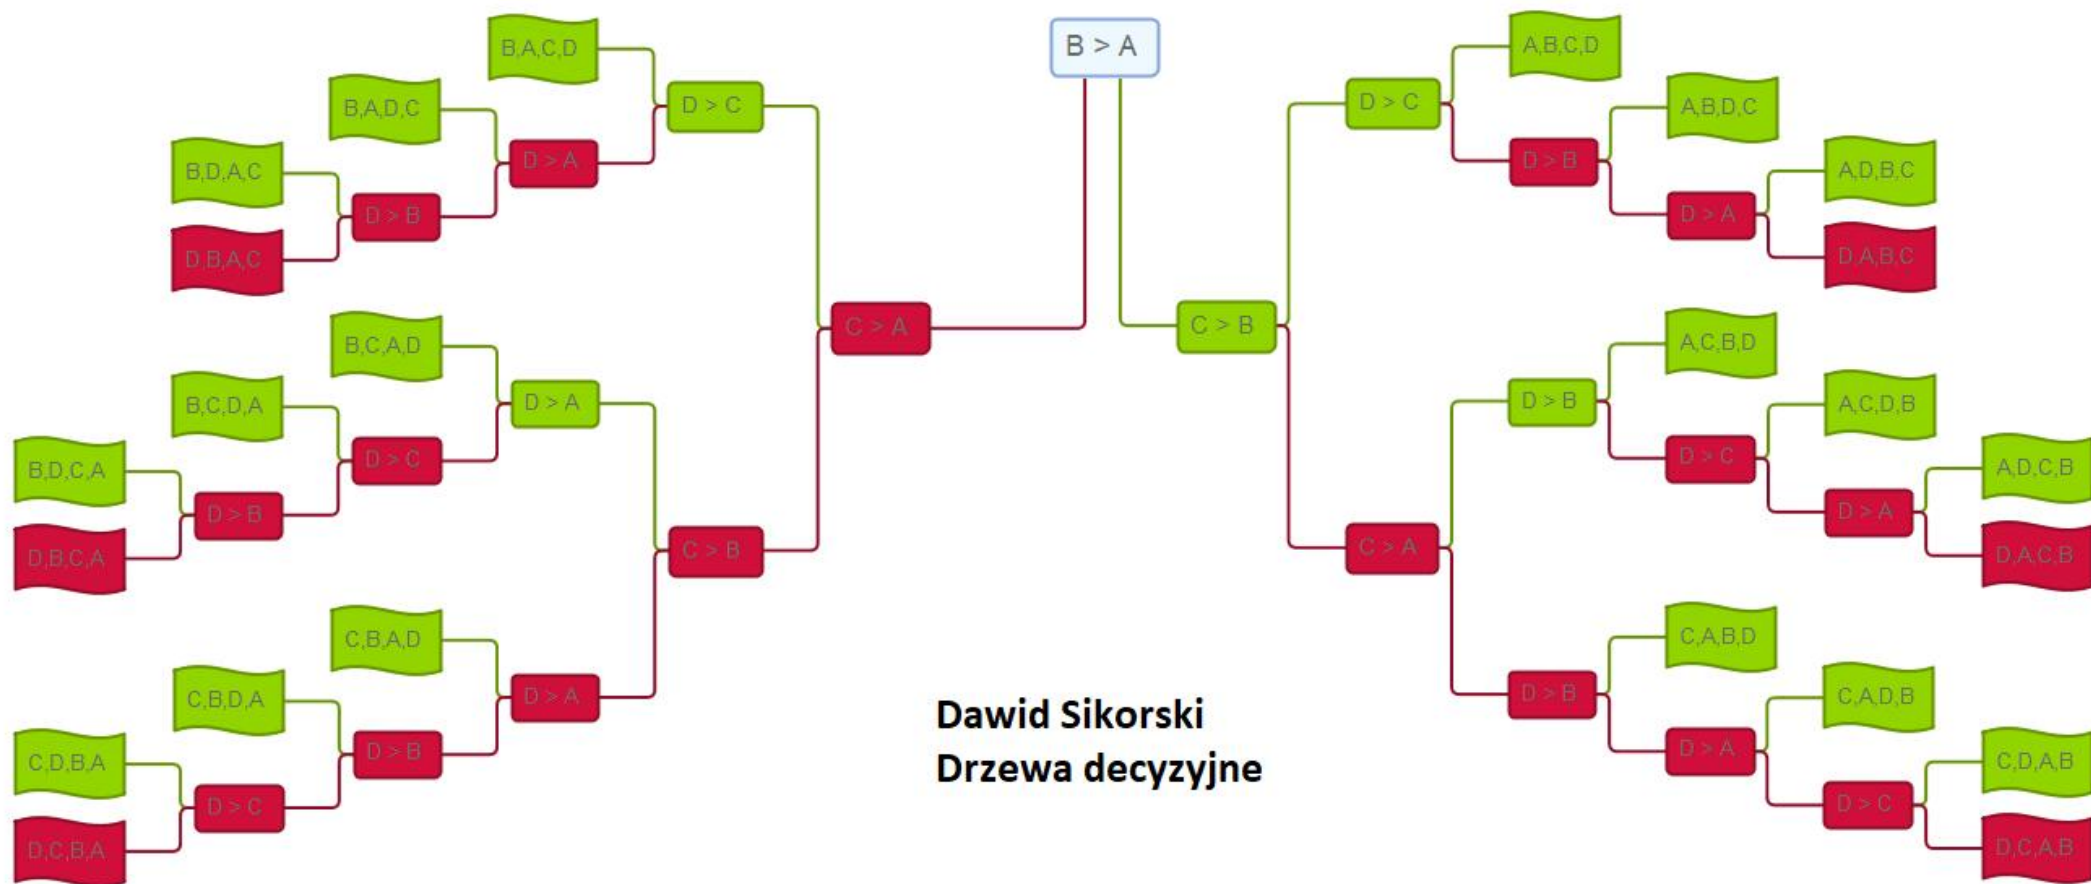 B > A
B,A,C,D
D > C
B,A,D,C
D > A
B,D,A,C
D > B
D,B,A,C
C > A
B,C,A,D
D > A
B,C,D,A
D > C
B,D,C,A
D > B
D,B,C,A
C > B
C,B,A,D
D > A
C,B,D,A
D > B
C,D,B,A
D > C
D,C,B,A
C > B
A,B,C,D
D > C
A,B,D,C
D > B
A,D,B,C
D > A
D,A,B,C
A,C,B,D
D > B
A,C,D,B
D > C
A,D,C,B
D > A
D,A,C,B
C > A
C,A,B,D
D > B
C,A,D,B
D > A
C,D,A,B
D > C
D,C,A,B
Dawid Sikorski
Drzewa decyzyjne